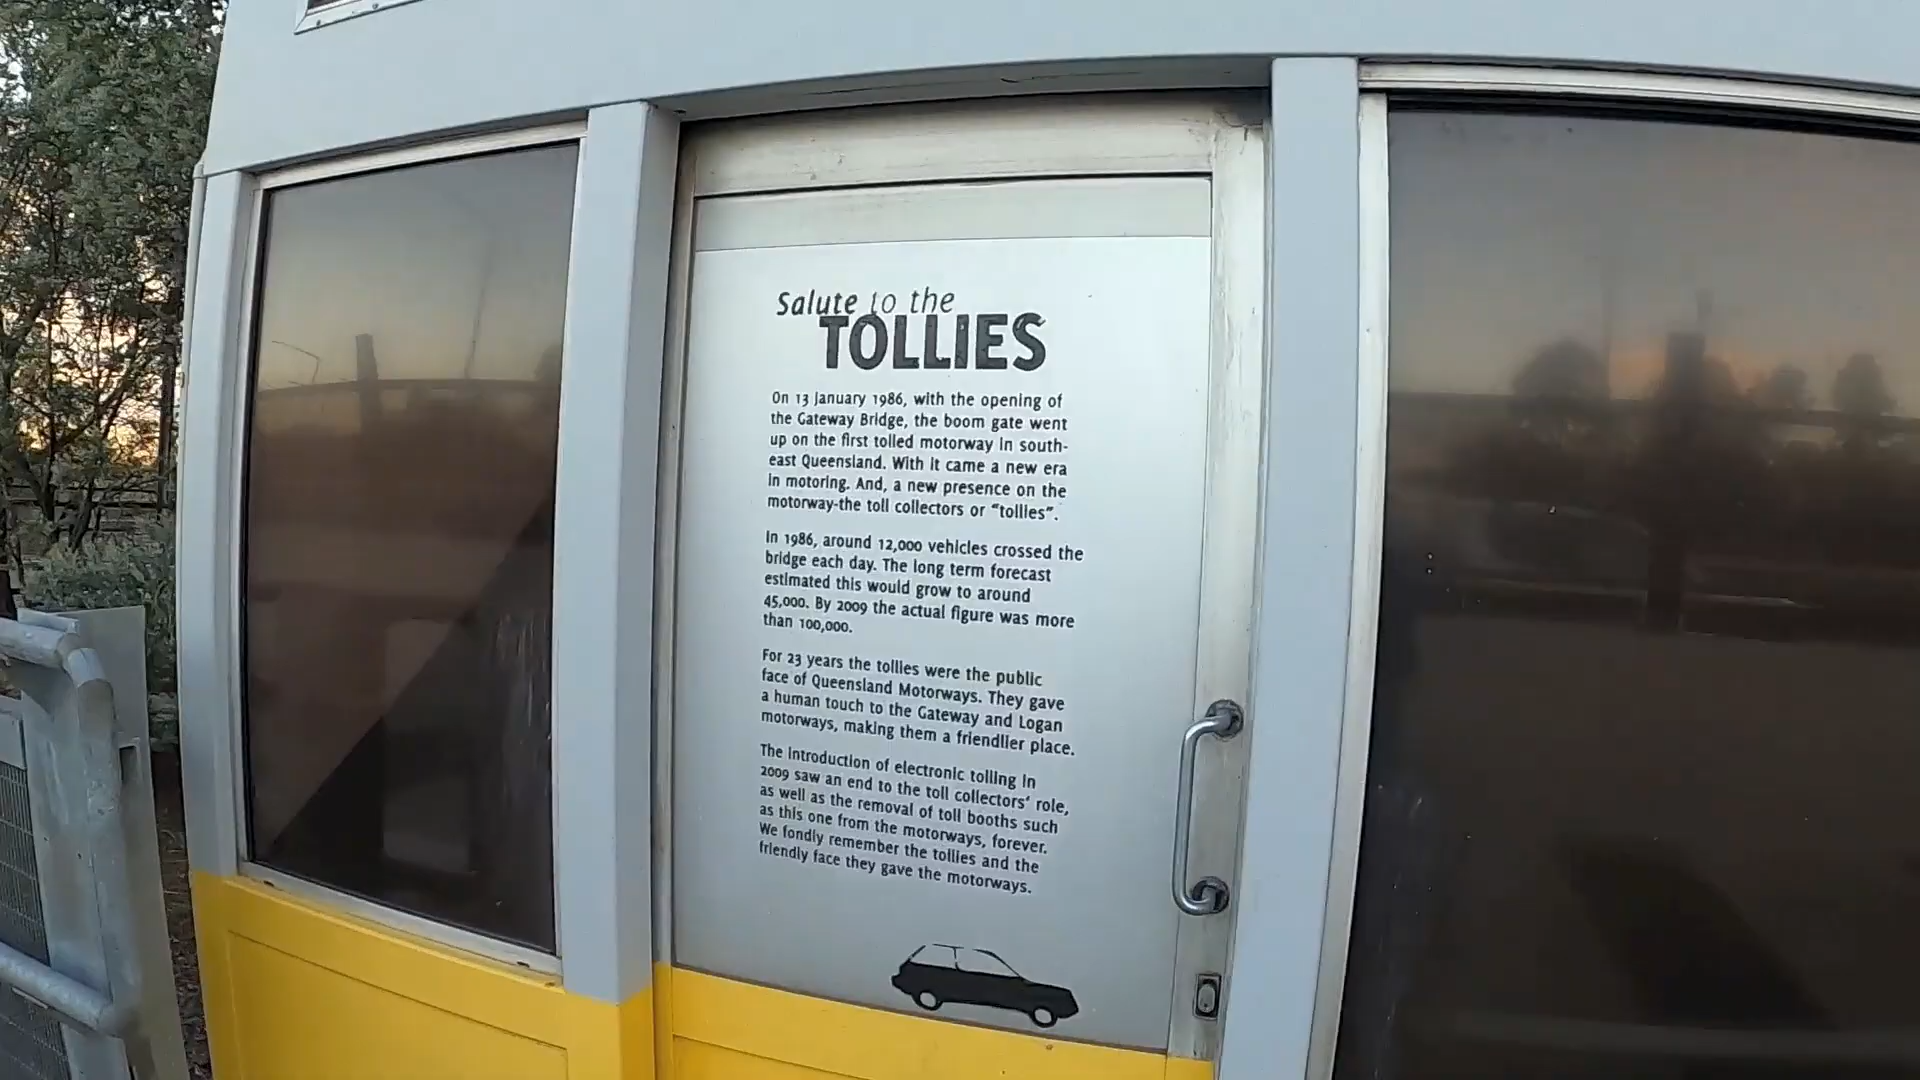 Salute to the
TOLLIES
On 13 January 1986, with the opening of
the Gateway Bridge, the boom gate went
up on the first tolled motorway in south-
east Queensland. With it came a new era
in motoring. And, a new presence on the
motorway-the toll collectors or "tollies".
In 1986, around 12,000 vehicles crossed the
bridge each day. The long term forecast
estimated this would grow to around
45,000. By 2009 the actual figure was more
than 100,000.
For 23 years the tollies were the public
face of Queensland Motorways. They gave
a human touch to the Gateway and Logan
motorways, making them a friendlier place.
The introduction of electronic tolling in
2009 saw an end to the toll collectors' role,
as well as the removal of toll booths such
as this one from the motorways, forever.
We fondly remember the tollies and the
friendly face they gave the motorways.